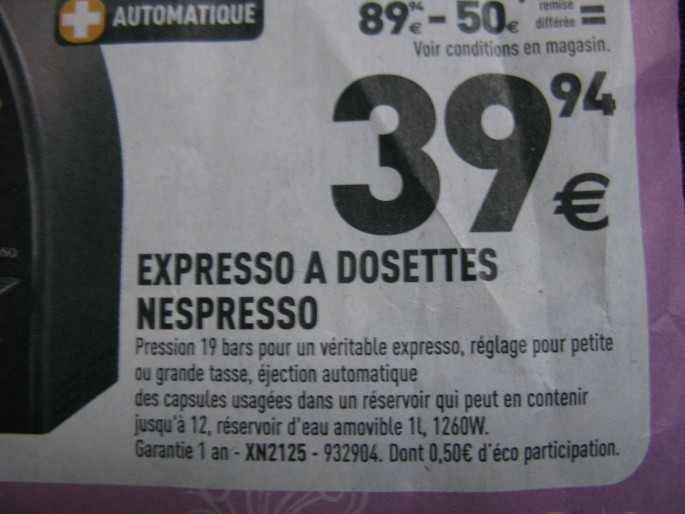 AUTOMATIQUE
89€94 - 50€ remise différée =
Voir conditions en magasin.
39€94
EXPRESSO A DOSETTES
NESPRESSO
Pression 19 bars pour un véritable expresso, réglage pour petite
ou grande tasse, éjection automatique
des capsules usagées dans un réservoir qui peut en contenir
jusqu'à 12, réservoir d'eau amovible 1l, 1260W.
Garantie 1 an - XN2125 - 932904. Dont 0,50€ d'éco participation.